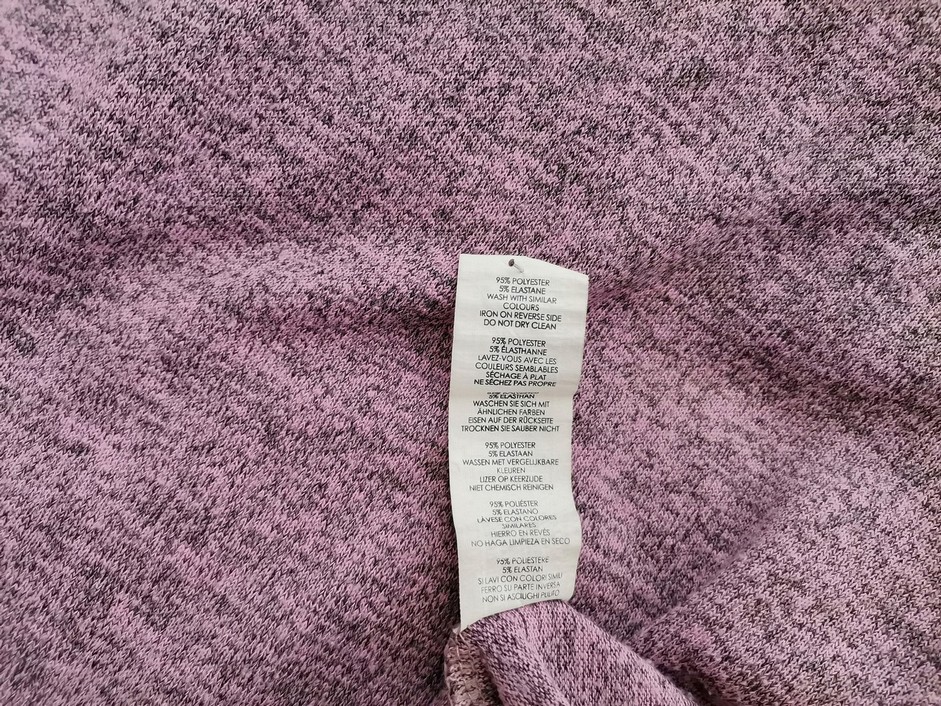 95% POLYESTER
5% ELASTANE
WASH WITH SIMILAR
COLOURS
IRON ON REVERSE SIDE
DO NOT DRY CLEAN
95% POLYESTER
5% ÉLASTHANNE
LAVEZ-VOUS AVEC LES
COULEURS SEMBLABLES
SÉCHAGE À PLAT
NE SÉCHEZ PAS PROPRE
5% ELASTHAN
WASCHEN SIE SICH MIT
ÄHNLICHEN FARBEN
EISEN AUF DER RÜCKSEITE
TROCKNEN SIE SAUBER NICHT
95% POLYESTER
5% ELASTAAN
WASSEN MET VERGELIJKBARE
KLEUREN
IJZER OP KEERZIJDE
NIET CHEMISCH REINIGEN
95% POLIÉSTER
5% ELASTANO
LÁVESE CON COLORES
SIMILARES
HIERRO EN REVÉS
NO HAGA LIMPIEZA EN SECO
95% POLIESTERE
5% ELASTAN
SI LAVI CON COLORI SIMILI
FERRO SU PARTE INVERSA
NON SI ASCIUGHI PULITO